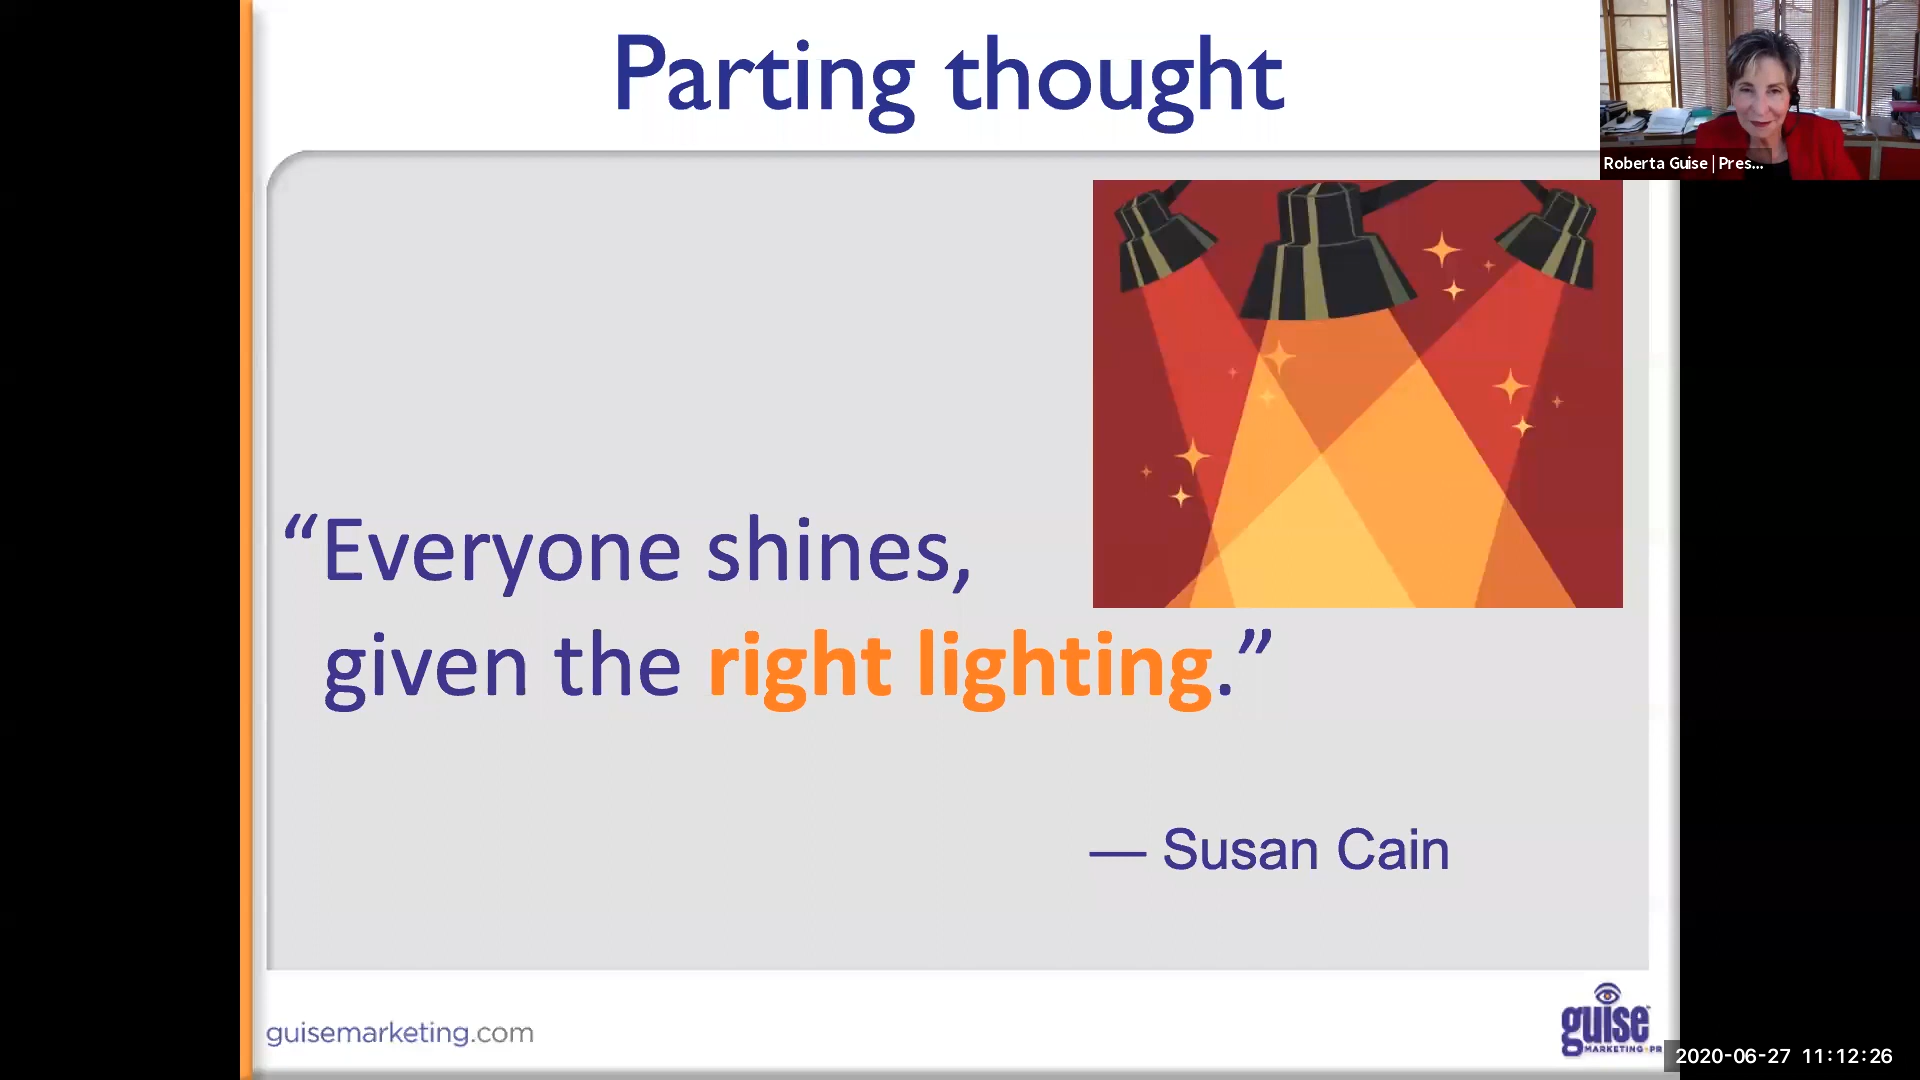 Parting thought
Roberta Guise | Pres...
“Everyone shines,
given the right lighting.”
— Susan Cain
guisemarketing.com
guise
MARKETING+PR
2020-06-27 11:12:26